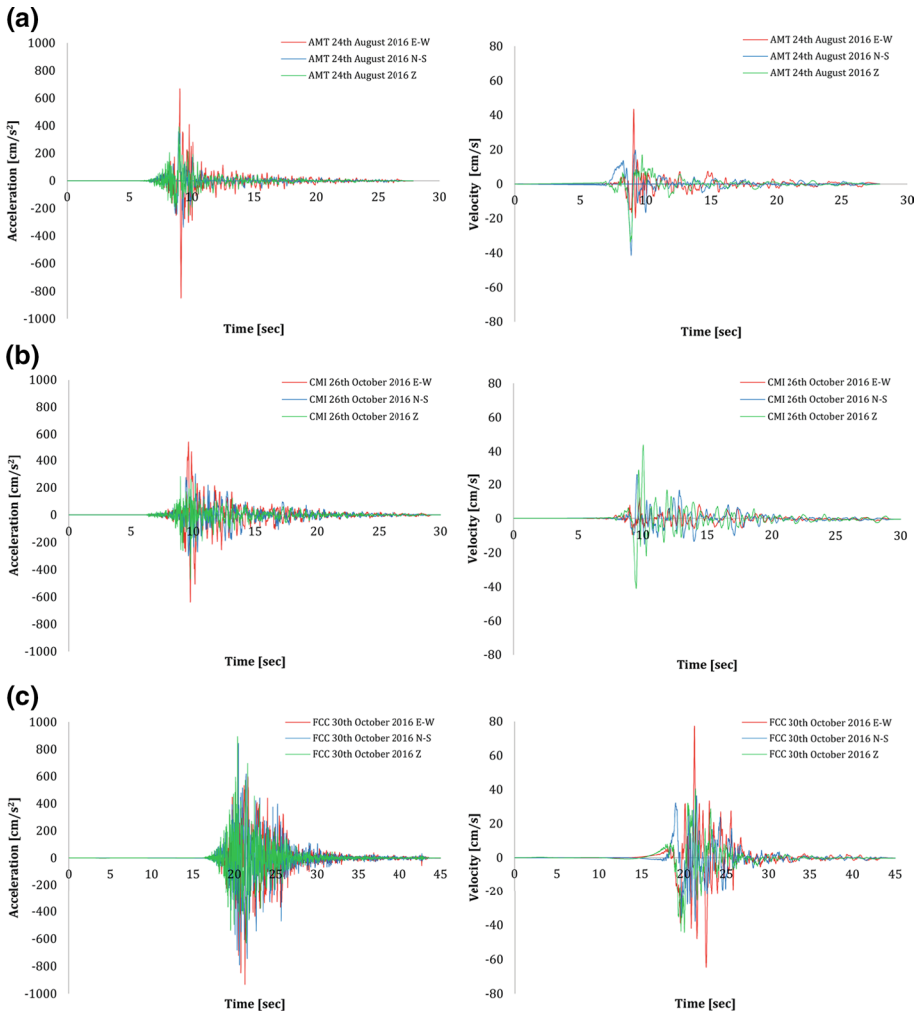 (a)
1000
800
600
400
200
0
-200
-400
-600
-800
-1000
Acceleration [cm/s²]
0 5 10 15 20 25 30
Time [sec]
AMT 24th August 2016 E-W
AMT 24th August 2016 N-S
AMT 24th August 2016 Z
80
60
40
20
0
-20
-40
-60
-80
Velocity [cm/s]
0 5 10 15 20 25 30
Time [sec]
AMT 24th August 2016 E-W
AMT 24th August 2016 N-S
AMT 24th August 2016 Z
(b)
1000
800
600
400
200
0
-200
-400
-600
-800
-1000
Acceleration [cm/s²]
0 5 10 15 20 25 30
Time [sec]
CMI 26th October 2016 E-W
CMI 26th October 2016 N-S
CMI 26th October 2016 Z
80
60
40
20
0
-20
-40
-60
-80
Velocity [cm/s]
0 5 10 15 20 25 30
Time [sec]
CMI 26th October 2016 E-W
CMI 26th October 2016 N-S
CMI 26th October 2016 Z
(c)
1000
800
600
400
200
0
-200
-400
-600
-800
-1000
Acceleration [cm/s²]
0 5 10 15 20 25 30 35 40 45
Time [sec]
FCC 30th October 2016 E-W
FCC 30th October 2016 N-S
FCC 30th October 2016 Z
80
60
40
20
0
-20
-40
-60
-80
Velocity [cm/s]
0 5 10 15 20 25 30 35 40 45
Time [sec]
FCC 30th October 2016 E-W
FCC 30th October 2016 N-S
FCC 30th October 2016 Z